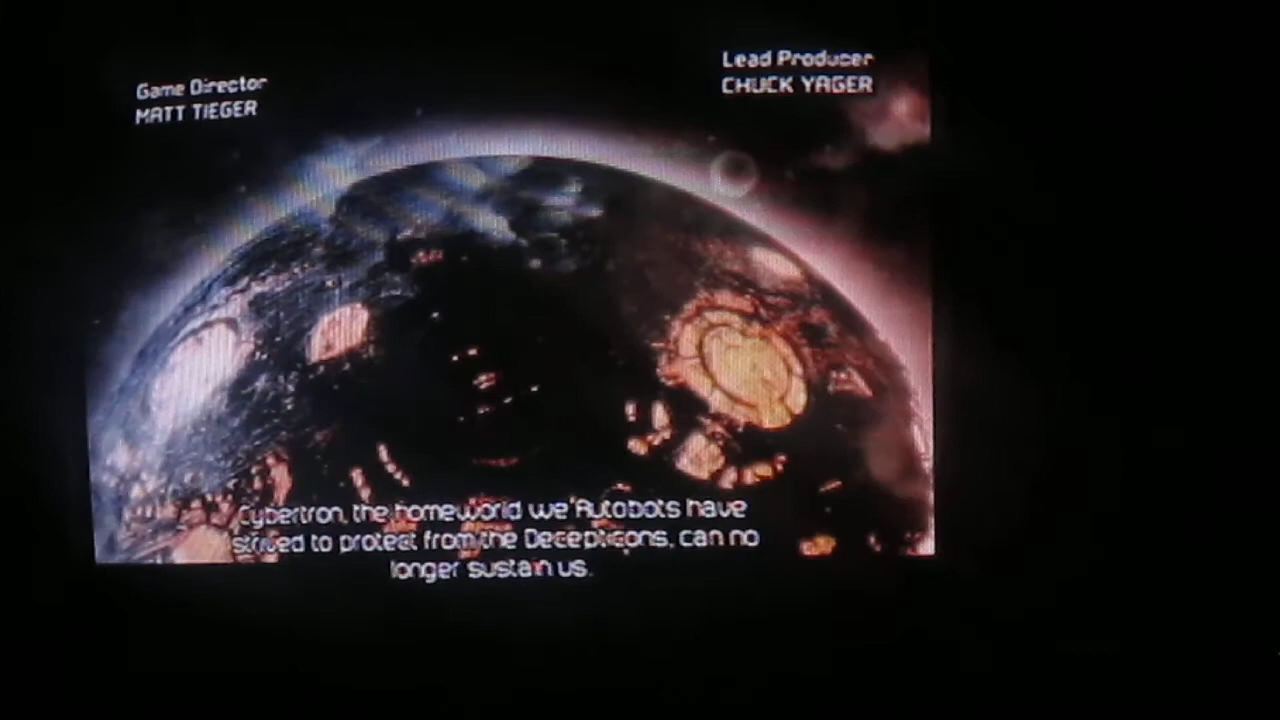 Game Director
MATT TIEGER
Lead Producer
CHUCK YAGER
Cybertron, the homeworld we Autobots have
strived to protect from the Decepticons, can no
longer sustain us.